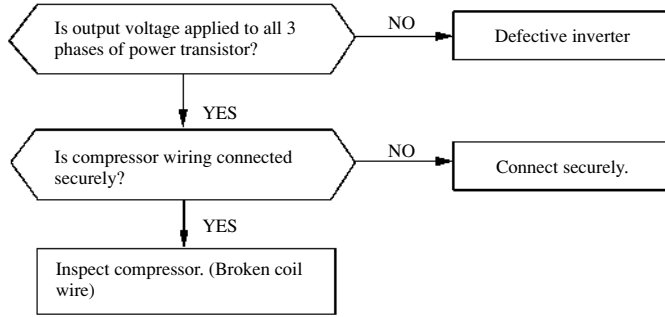 Is output voltage applied to all 3
phases of power transistor?
NO
Defective inverter
YES
Is compressor wiring connected
securely?
NO
Connect securely.
YES
Inspect compressor. (Broken coil
wire)